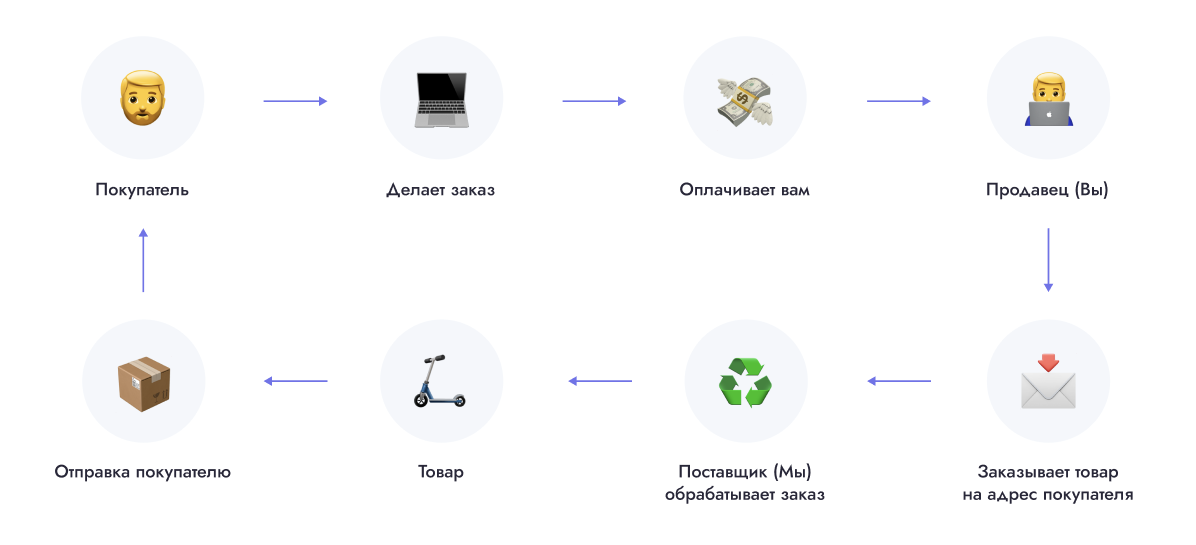 Покупатель
Делает заказ
Оплачивает вам
Продавец (Вы)
Отправка покупателю
Товар
Поставщик (Мы)
обрабатывает заказ
Заказывает товар
на адрес покупателя